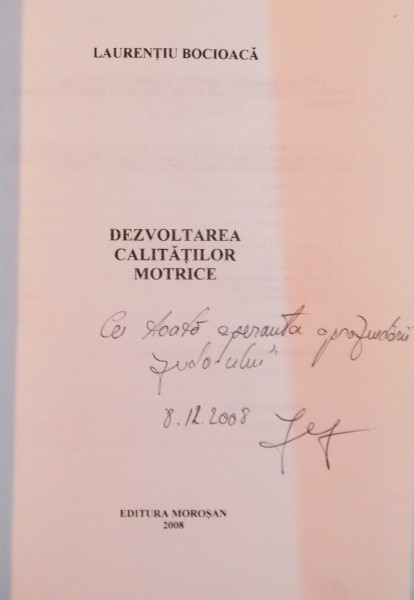 LAURENȚIU BOCIOACĂ
DEZVOLTAREA
CALITĂȚILOR
MOTRICE
Cu toată speranța aprofundării
judo-ului
8.12.2008
EDITURA MOROȘAN
2008